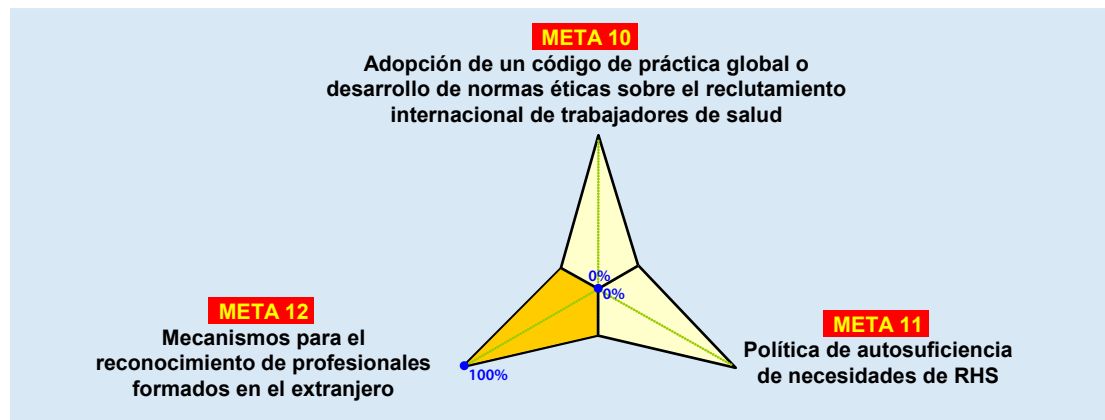 META 10
Adopción de un código de práctica global o
desarrollo de normas éticas sobre el reclutamiento
internacional de trabajadores de salud
0%
0%
META 12
Mecanismos para el
reconocimiento de profesionales
formados en el extranjero
100%
META 11
Política de autosuficiencia
de necesidades de RHS